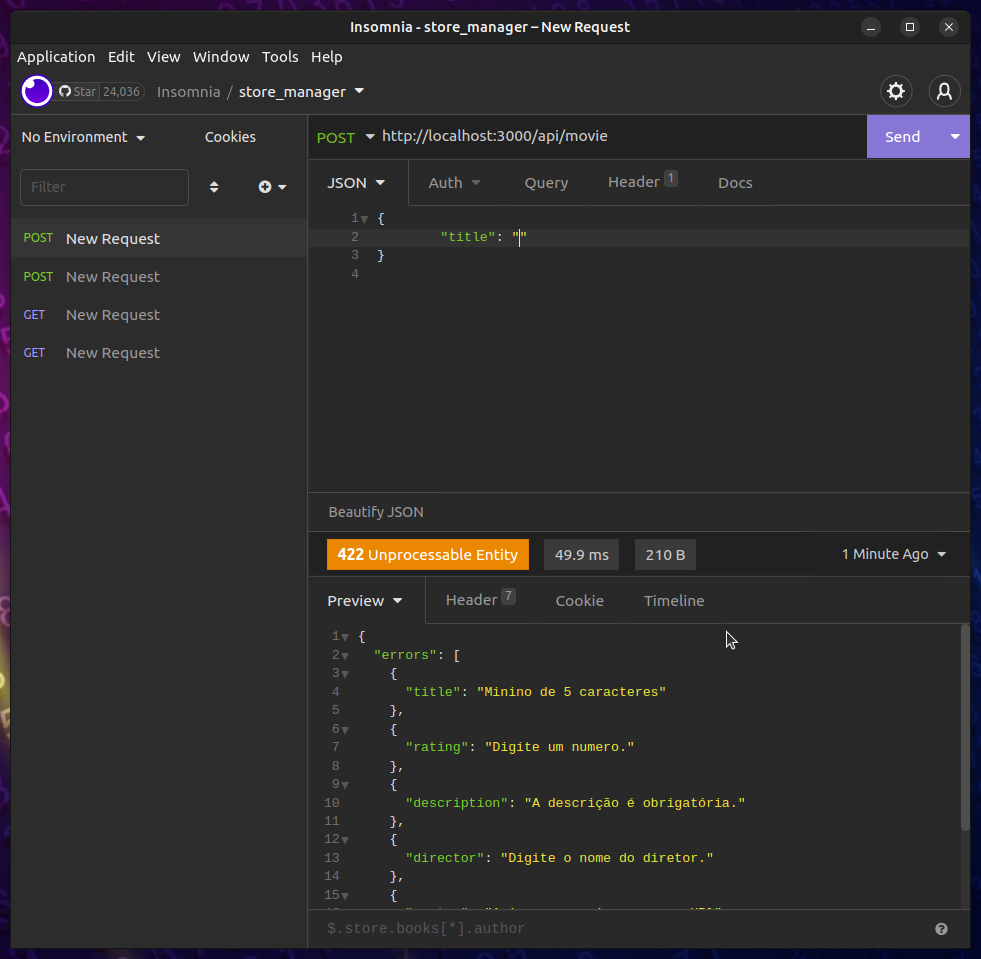 Insomnia - store_manager – New Request
Application Edit View Window Tools Help
Star 24,036 Insomnia / store_manager
No Environment Cookies
POST http://localhost:3000/api/movie Send
Filter
JSON Auth Query Header 1 Docs
POST New Request
POST New Request
GET New Request
GET New Request
1 {
2 "title": ""
3 }
4
Beautify JSON
422 Unprocessable Entity 49.9 ms 210 B 1 Minute Ago
Preview Header 7 Cookie Timeline
1 {
2 "errors": [
3 {
4 "title": "Minino de 5 caracteres"
5 },
6 {
7 "rating": "Digite um numero."
8 },
9 {
10 "description": "A descrição é obrigatória."
11 },
12 {
13 "director": "Digite o nome do diretor."
14 },
15 {
$.store.books[*].author